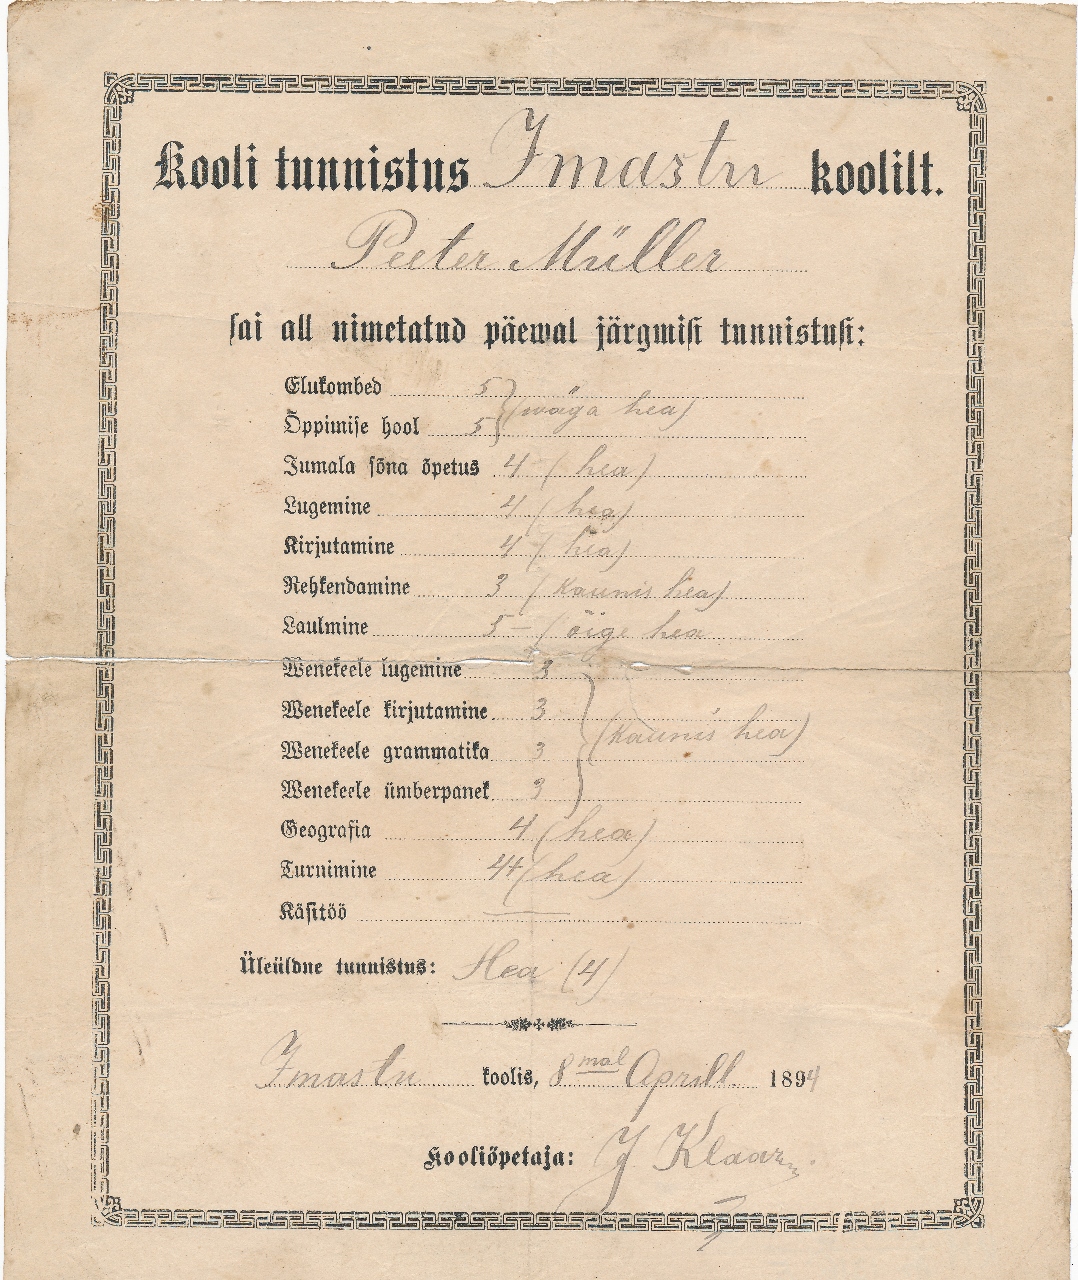 Kooli tunnistus Imastu koolilt.
Peeter Müller
sai all nimetatud päewal järgmisi tunnistusi:
Elukombed 5
(wäga hea)
Õppimise hool 5
Jumala sõna õpetus 4 (hea)
Lugemine 4 (hea)
Kirjutamine 4 (hea)
Rehkendamine 3 (kaunis hea)
Laulmine 5- (õige hea
Wenekeele lugemine 3
Wenekeele kirjutamine 3
(kaunis hea)
Wenekeele grammatika 3
Wenekeele ümberpanek 3
Geografia 4 (hea)
Turnimine 4+ (hea)
Käsitöö —
Üleüldne tunnistus: Hea (4)
Imastu koolis, 8mal Aprill. 1894
Kooliõpetaja: J Klaar